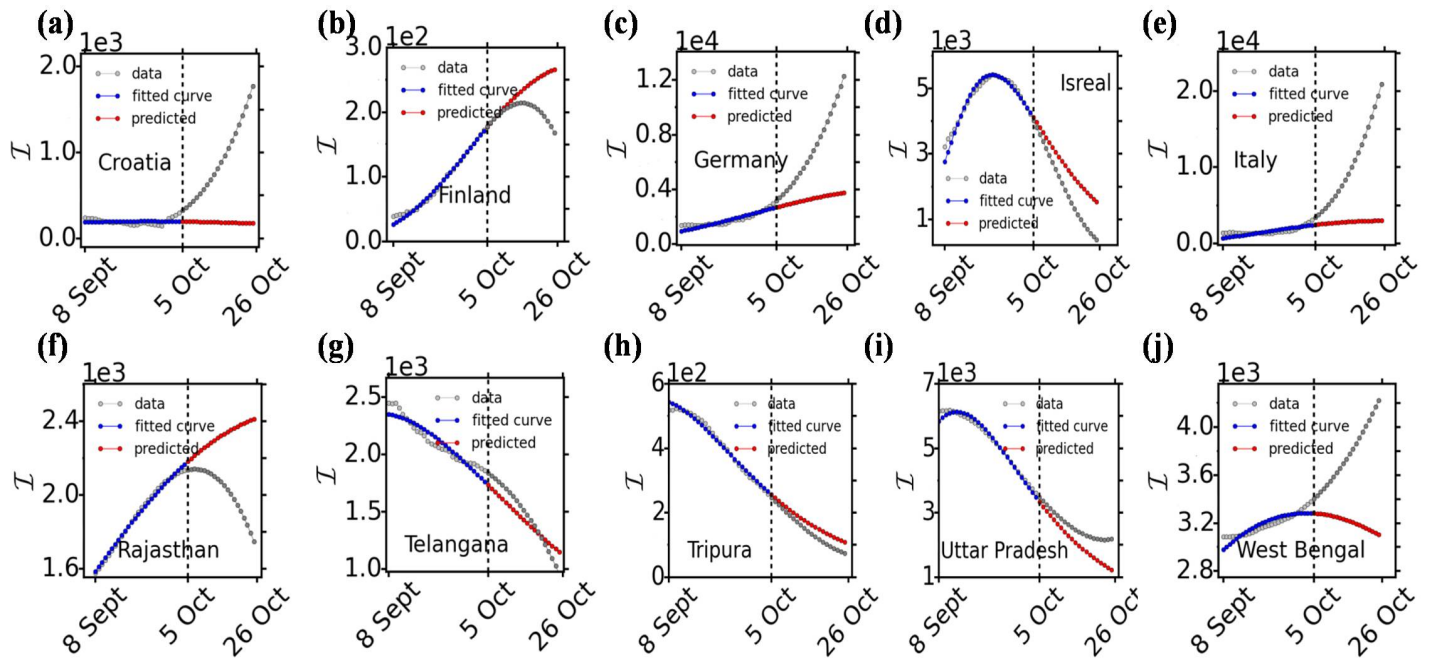 (a)
1e3
2.0
1.0
0.0
ℐ
data
fitted curve
predicted
Croatia
8 Sept
5 Oct
26 Oct
(b)
1e2
3.0
2.0
1.0
0.0
ℐ
data
fitted curve
predicted
Finland
8 Sept
5 Oct
26 Oct
(c)
1e4
1.2
0.8
0.4
0.0
ℐ
data
fitted curve
predicted
Germany
8 Sept
5 Oct
26 Oct
(d)
1e3
5
3
1
ℐ
Isreal
data
fitted curve
predicted
8 Sept
5 Oct
26 Oct
(e)
1e4
2.0
1.0
0.0
ℐ
data
fitted curve
predicted
Italy
8 Sept
5 Oct
26 Oct
(f)
1e3
2.4
2.0
1.6
ℐ
data
fitted curve
predicted
Rajasthan
8 Sept
5 Oct
26 Oct
(g)
1e3
2.5
2.0
1.5
1.0
ℐ
data
fitted curve
predicted
Telangana
8 Sept
5 Oct
26 Oct
(h)
1e2
6
4
2
0
ℐ
data
fitted curve
predicted
Tripura
8 Sept
5 Oct
26 Oct
(i)
1e3
7
5
3
1
ℐ
data
fitted curve
predicted
Uttar Pradesh
8 Sept
5 Oct
26 Oct
(j)
1e3
4.0
3.6
3.2
2.8
ℐ
data
fitted curve
predicted
West Bengal
8 Sept
5 Oct
26 Oct